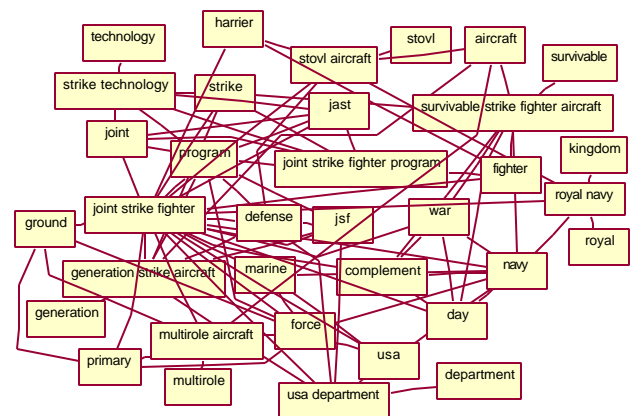 harrier
technology
stovl aircraft
stovl
aircraft
survivable
strike technology
strike
jast
survivable strike fighter aircraft
joint
program
joint strike fighter program
kingdom
fighter
royal navy
ground
joint strike fighter
defense
jsf
war
royal
generation strike aircraft
marine
complement
navy
generation
multirole aircraft
force
day
primary
multirole
usa
usa department
department